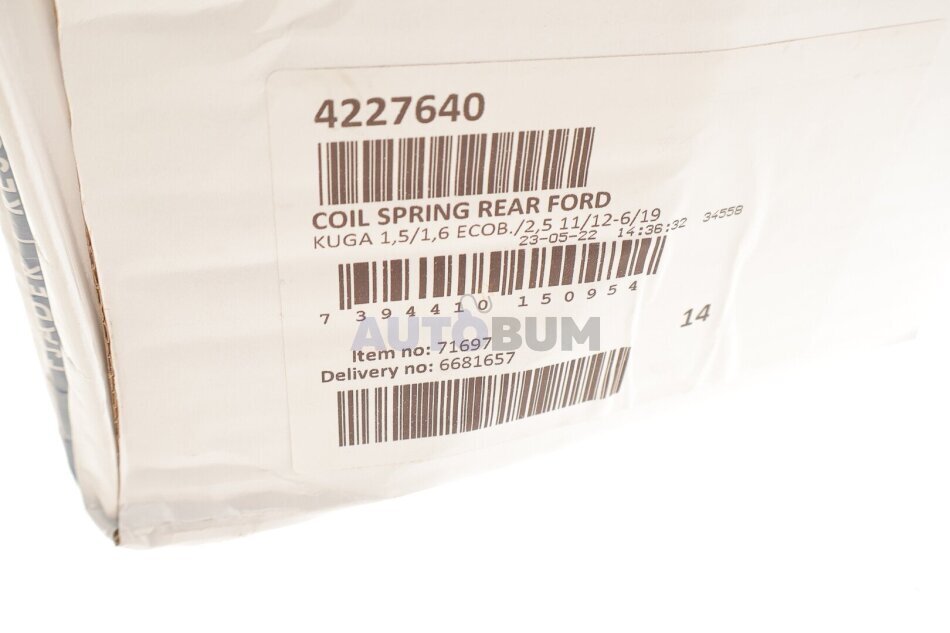 4227640
COIL SPRING REAR FORD
KUGA 1,5/1,6 ECOB./2,5 11/12-6/19
23-05-22 14:36:32 34558
7 394410 150954
AUTOBUM
14
Item no: 71697
Delivery no: 6681657